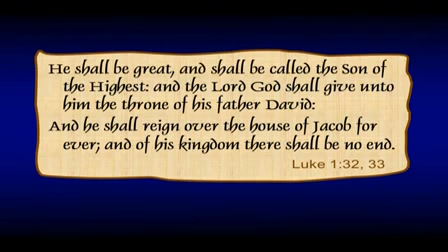 He shall be great, and shall be called the Son of
the Highest: and the Lord God shall give unto
him the throne of his father David:
And he shall reign over the house of Jacob for
ever; and of his kingdom there shall be no end.
Luke 1:32, 33